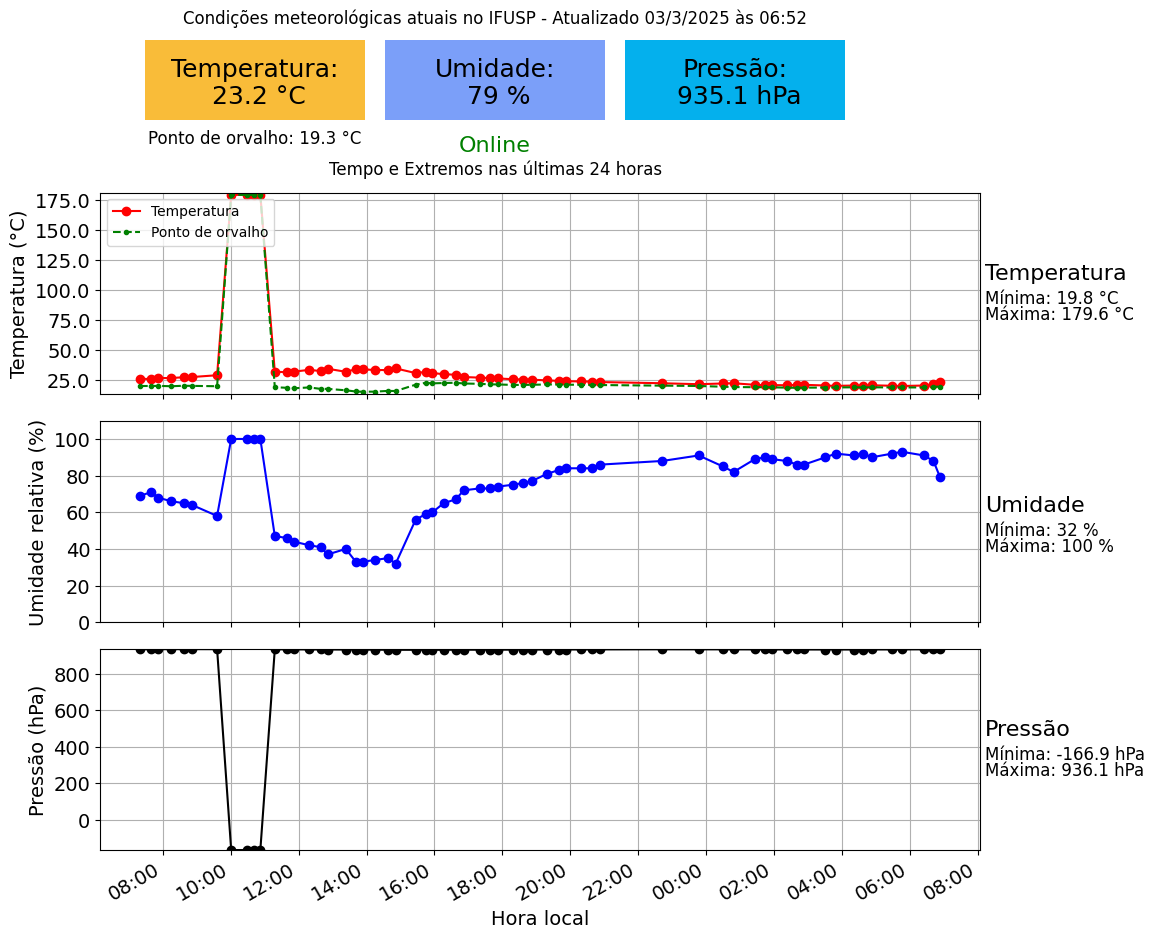 Condições meteorológicas atuais no IFUSP - Atualizado 03/3/2025 às 06:52
Temperatura:
23.2 °C
Umidade:
79 %
Pressão:
935.1 hPa
Ponto de orvalho: 19.3 °C
Online
Tempo e Extremos nas últimas 24 horas
Temperatura (°C)
175.0
150.0
125.0
100.0
75.0
50.0
25.0
Temperatura
Ponto de orvalho
Temperatura
Mínima: 19.8 °C
Máxima: 179.6 °C
Umidade relativa (%)
100
80
60
40
20
0
Umidade
Mínima: 32 %
Máxima: 100 %
Pressão (hPa)
800
600
400
200
0
Pressão
Mínima: -166.9 hPa
Máxima: 936.1 hPa
08:00 10:00 12:00 14:00 16:00 18:00 20:00 22:00 00:00 02:00 04:00 06:00 08:00
Hora local